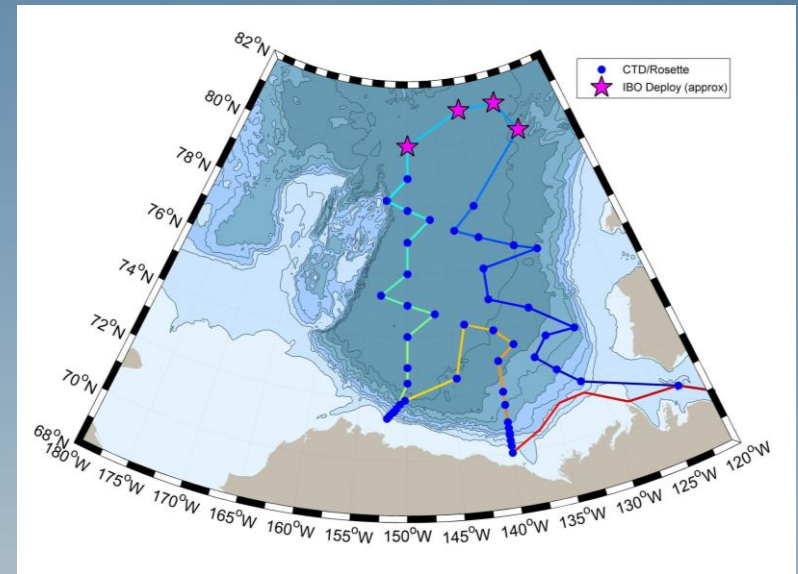 CTD/Rosette
IBO Deploy (approx)
82°N
80°N
78°N
76°N
74°N
72°N
70°N
68°N
180°W
175°W
170°W
165°W
160°W
155°W
150°W
145°W
140°W
135°W
130°W
125°W
120°W